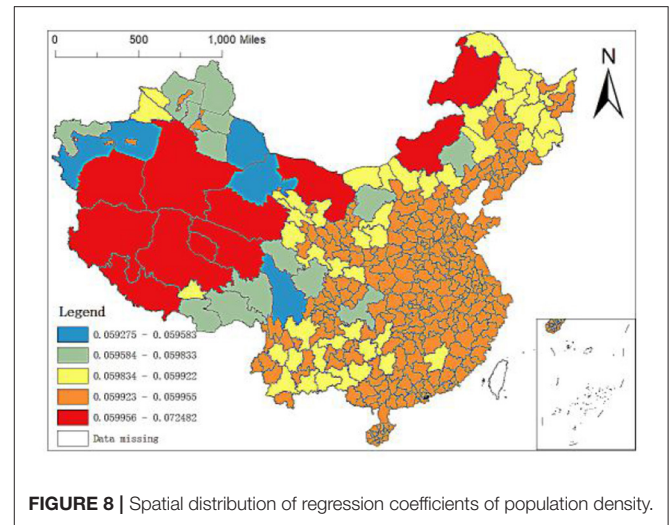 0 500 1,000 Miles
N
Legend
0.059275 - 0.059583
0.059584 - 0.059833
0.059834 - 0.059922
0.059923 - 0.059955
0.059956 - 0.072482
Data missing
FIGURE 8 | Spatial distribution of regression coefficients of population density.